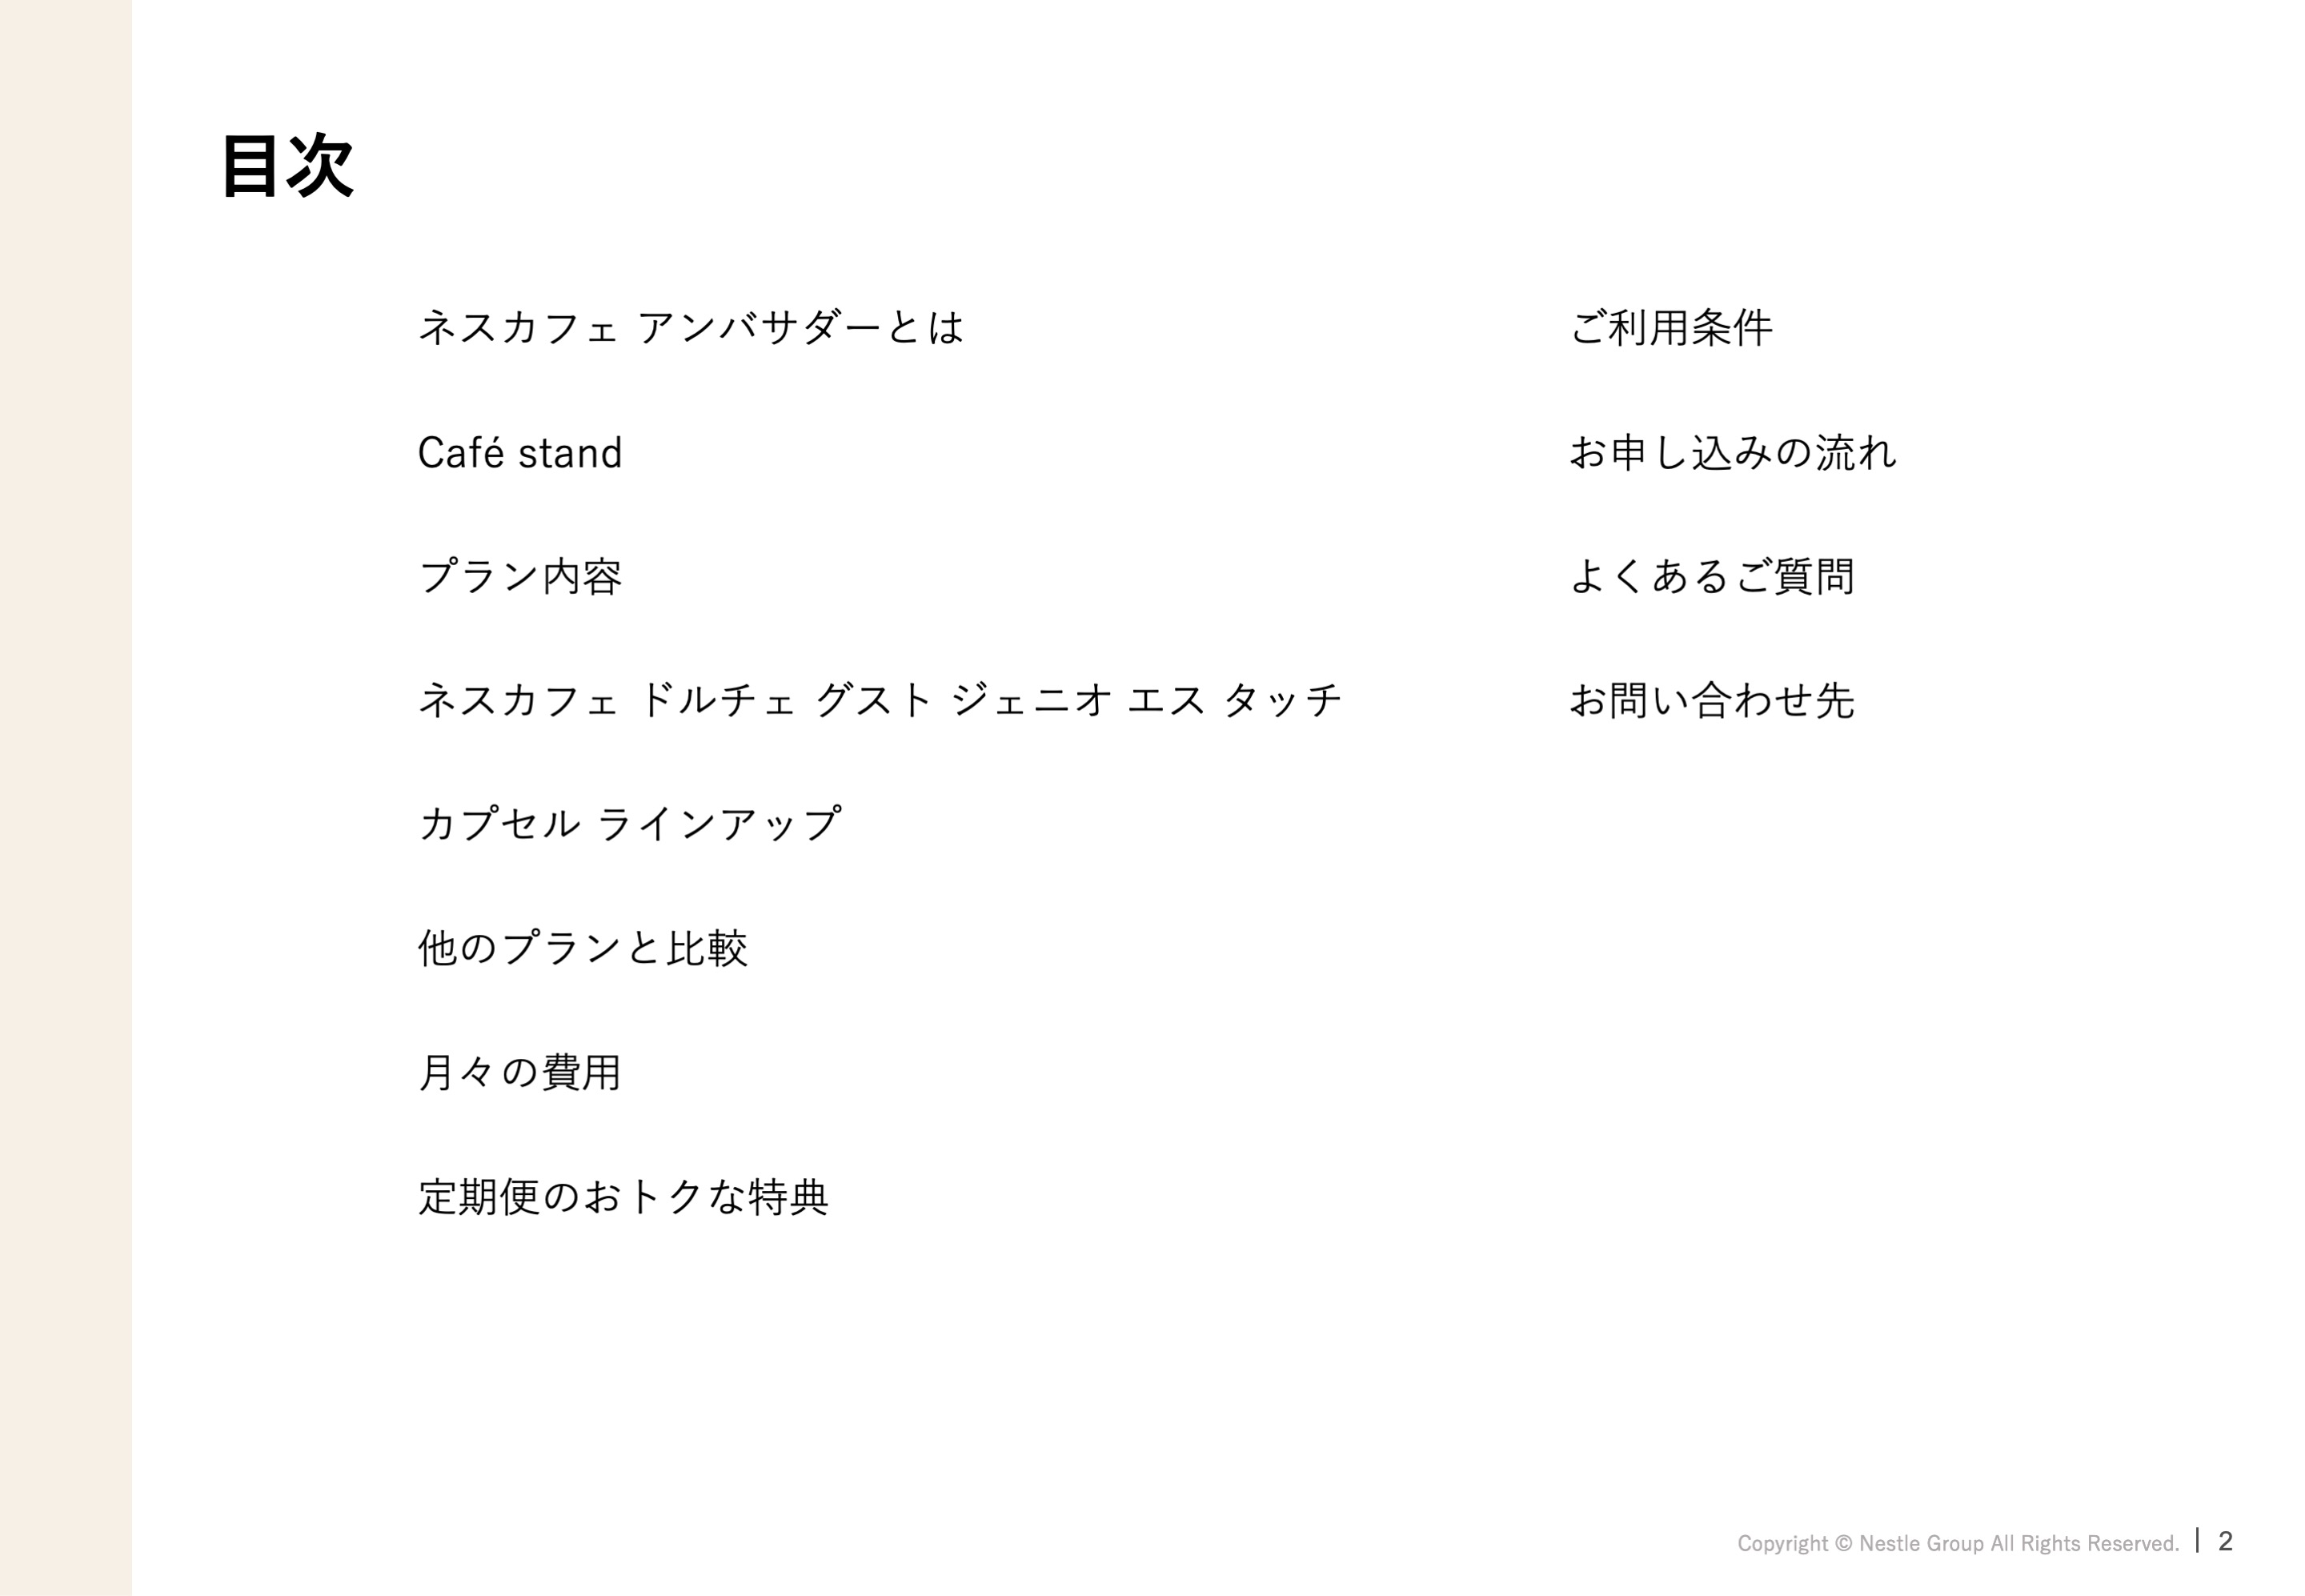 目次
ネスカフェ アンバサダーとは
Café stand
プラン内容
ネスカフェ ドルチェ グスト ジェニオ エス タッチ
カプセル ラインアップ
他のプランと比較
月々の費用
定期便のおトクな特典
ご利用条件
お申し込みの流れ
よくあるご質問
お問い合わせ先
Copyright © Nestle Group All Rights Reserved. | 2